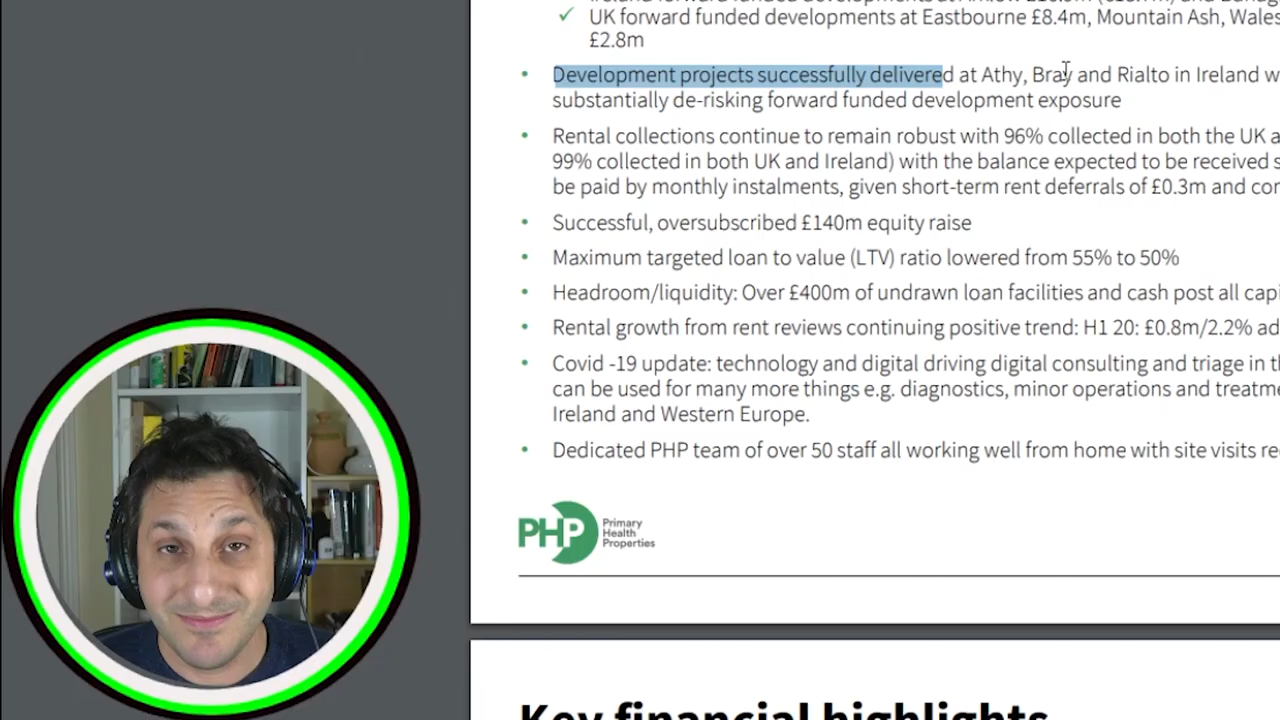 UK forward funded developments at Eastbourne £8.4m, Mountain Ash, Wales
£2.8m
Development projects successfully delivered at Athy, Bray and Rialto in Ireland
substantially de-risking forward funded development exposure
Rental collections continue to remain robust with 96% collected in both the UK
99% collected in both UK and Ireland) with the balance expected to be received
be paid by monthly instalments, given short-term rent deferrals of £0.3m and
Successful, oversubscribed £140m equity raise
Maximum targeted loan to value (LTV) ratio lowered from 55% to 50%
Headroom/liquidity: Over £400m of undrawn loan facilities and cash post all
Rental growth from rent reviews continuing positive trend: H1 20: £0.8m/2.2%
Covid -19 update: technology and digital driving digital consulting and triage in
can be used for many more things e.g. diagnostics, minor operations and
Ireland and Western Europe.
Dedicated PHP team of over 50 staff all working well from home with site visits
PHP Primary
Health
Properties
Key financial highlights